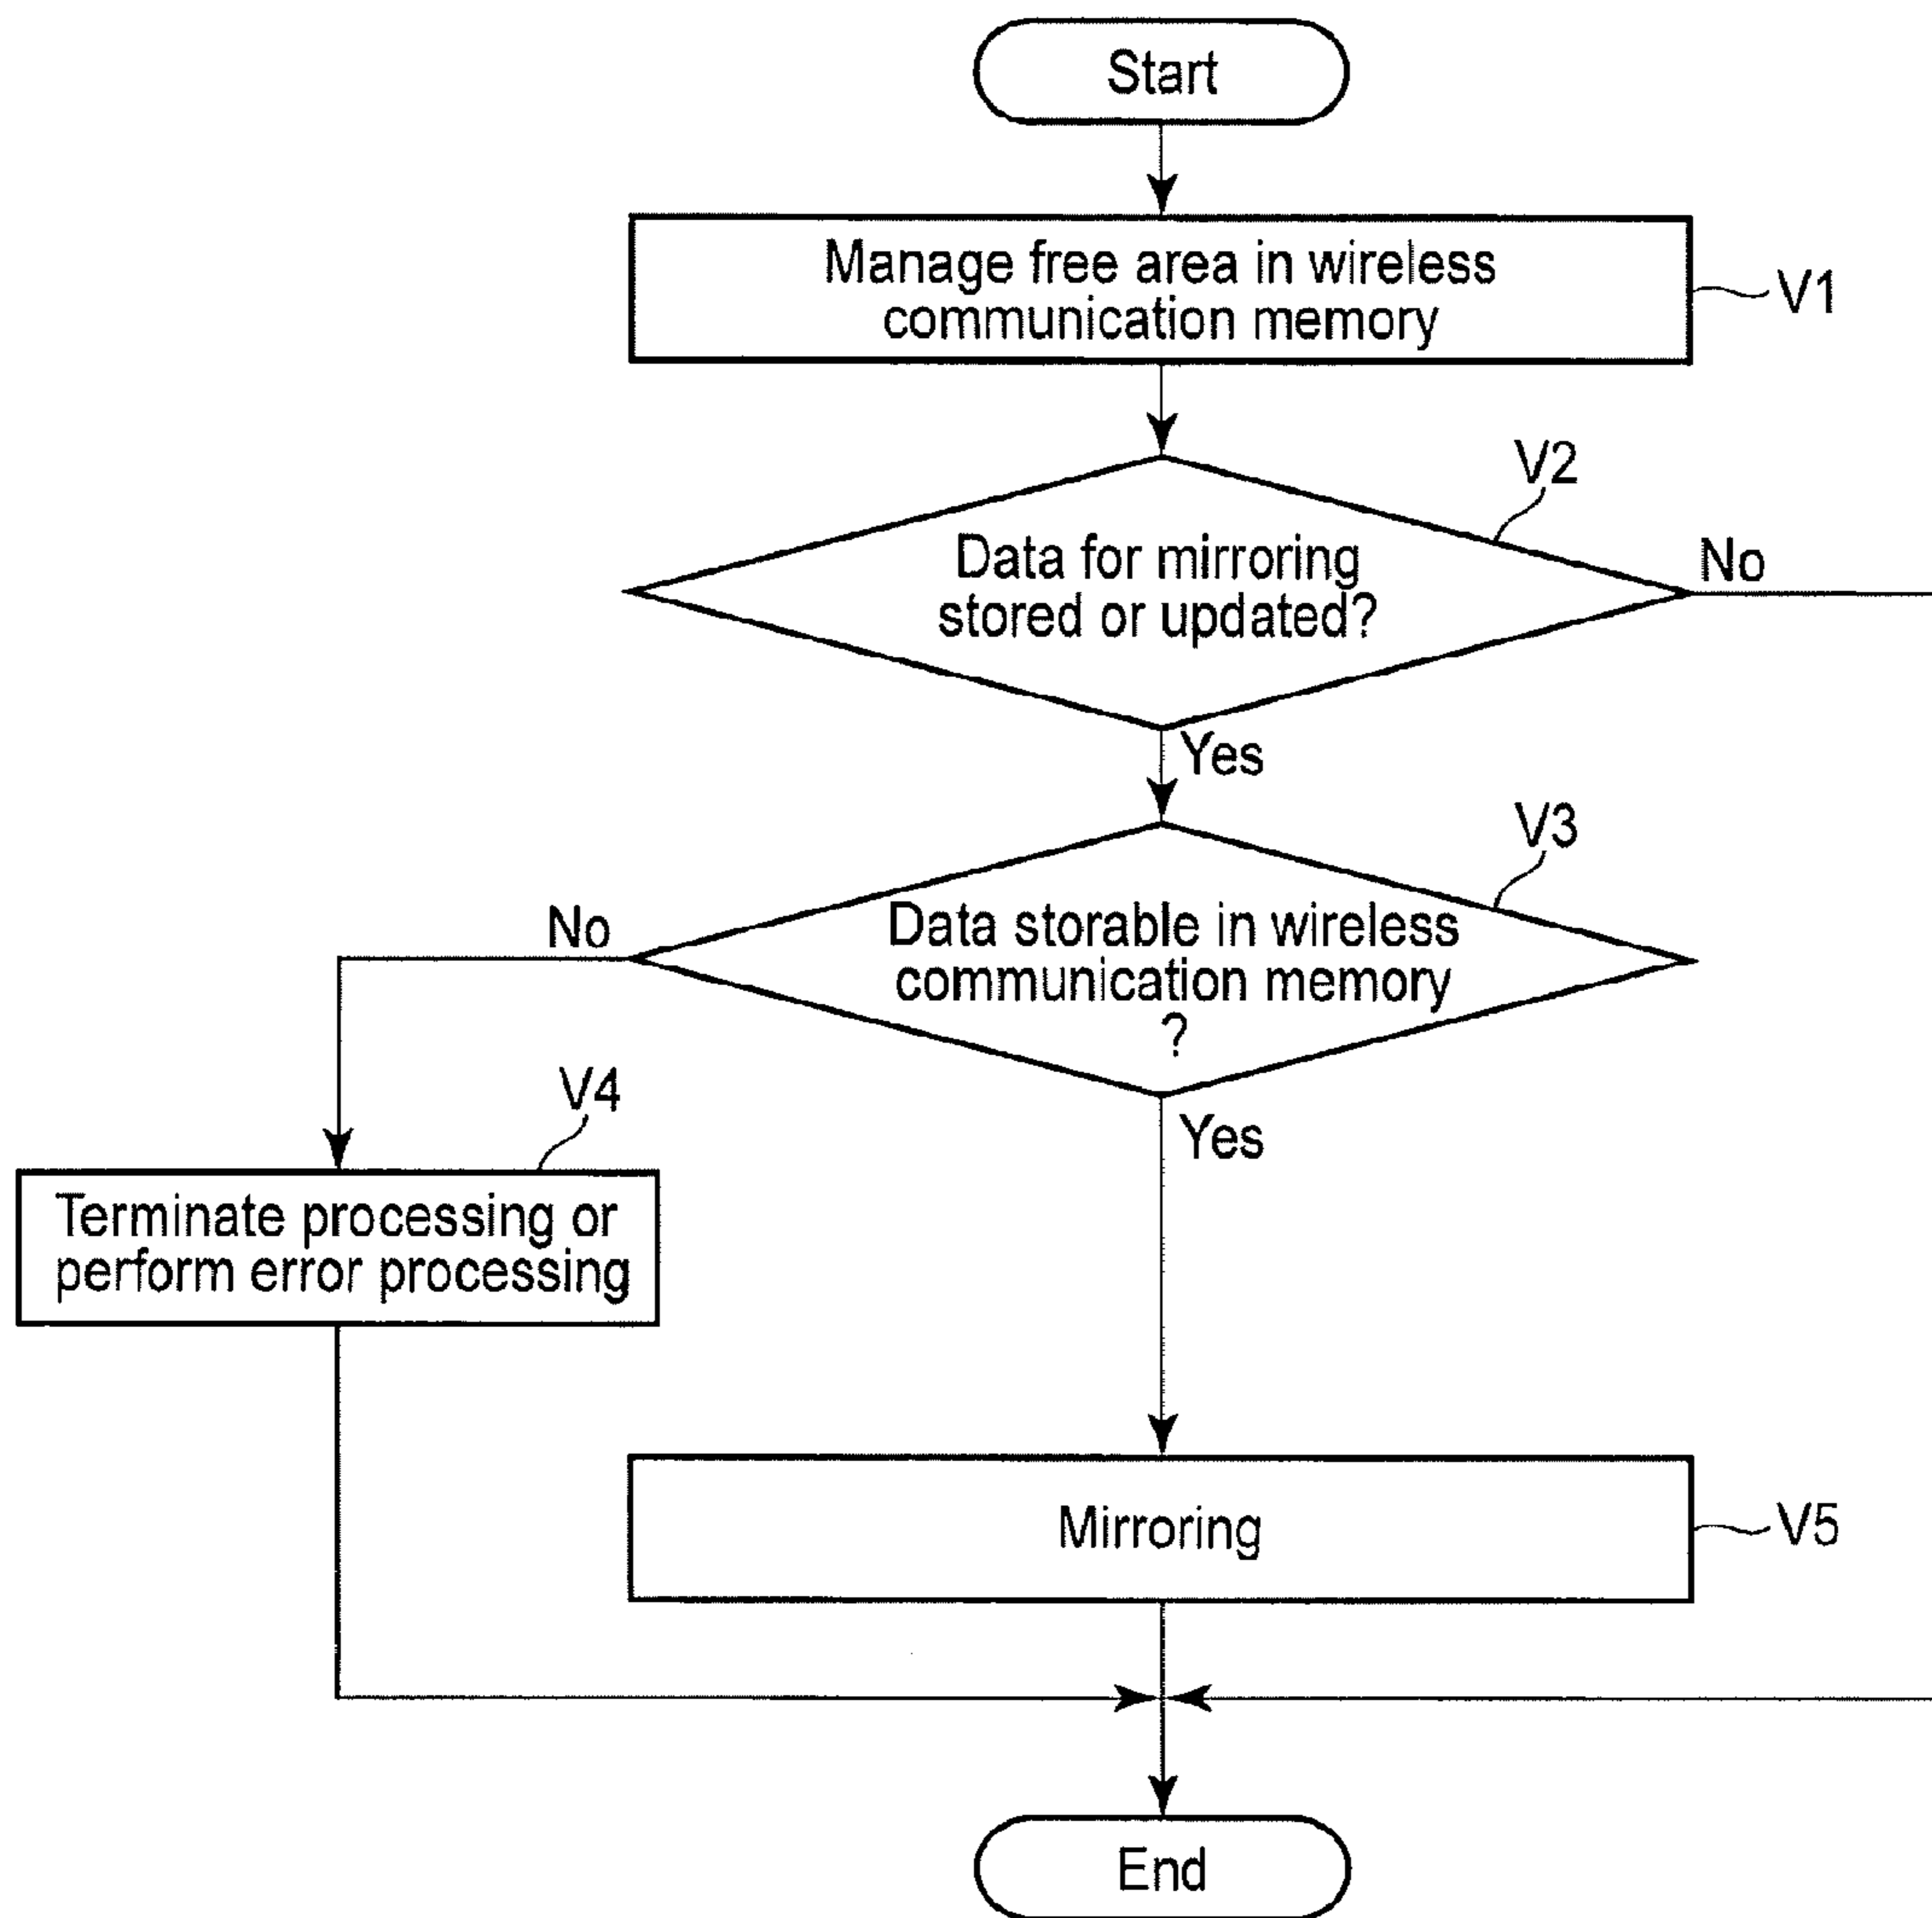 Start
Manage free area in wireless
communication memory
V1
V2
Data for mirroring
stored or updated?
No
Yes
V3
No
Data storable in wireless
communication memory
?
Yes
V4
Terminate processing or
perform error processing
Mirroring
V5
End